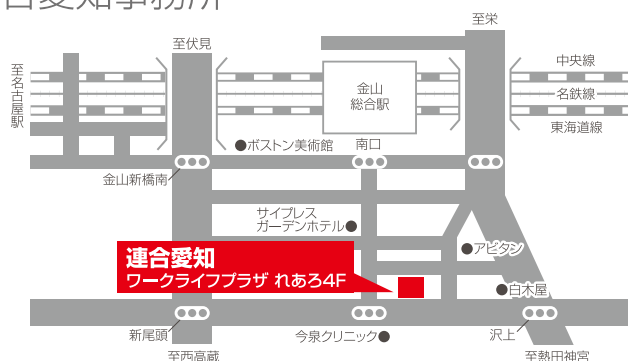 合愛知事務所
至栄
至伏見
至名古屋駅
金山
総合駅
中央線
名鉄線
東海道線
ボストン美術館
南口
金山新橋南
サイプレス
ガーデンホテル
アビタン
連合愛知
ワークライフプラザ れあろ4F
白木屋
新尾頭
今泉クリニック
沢上
至西高蔵
至熱田神宮